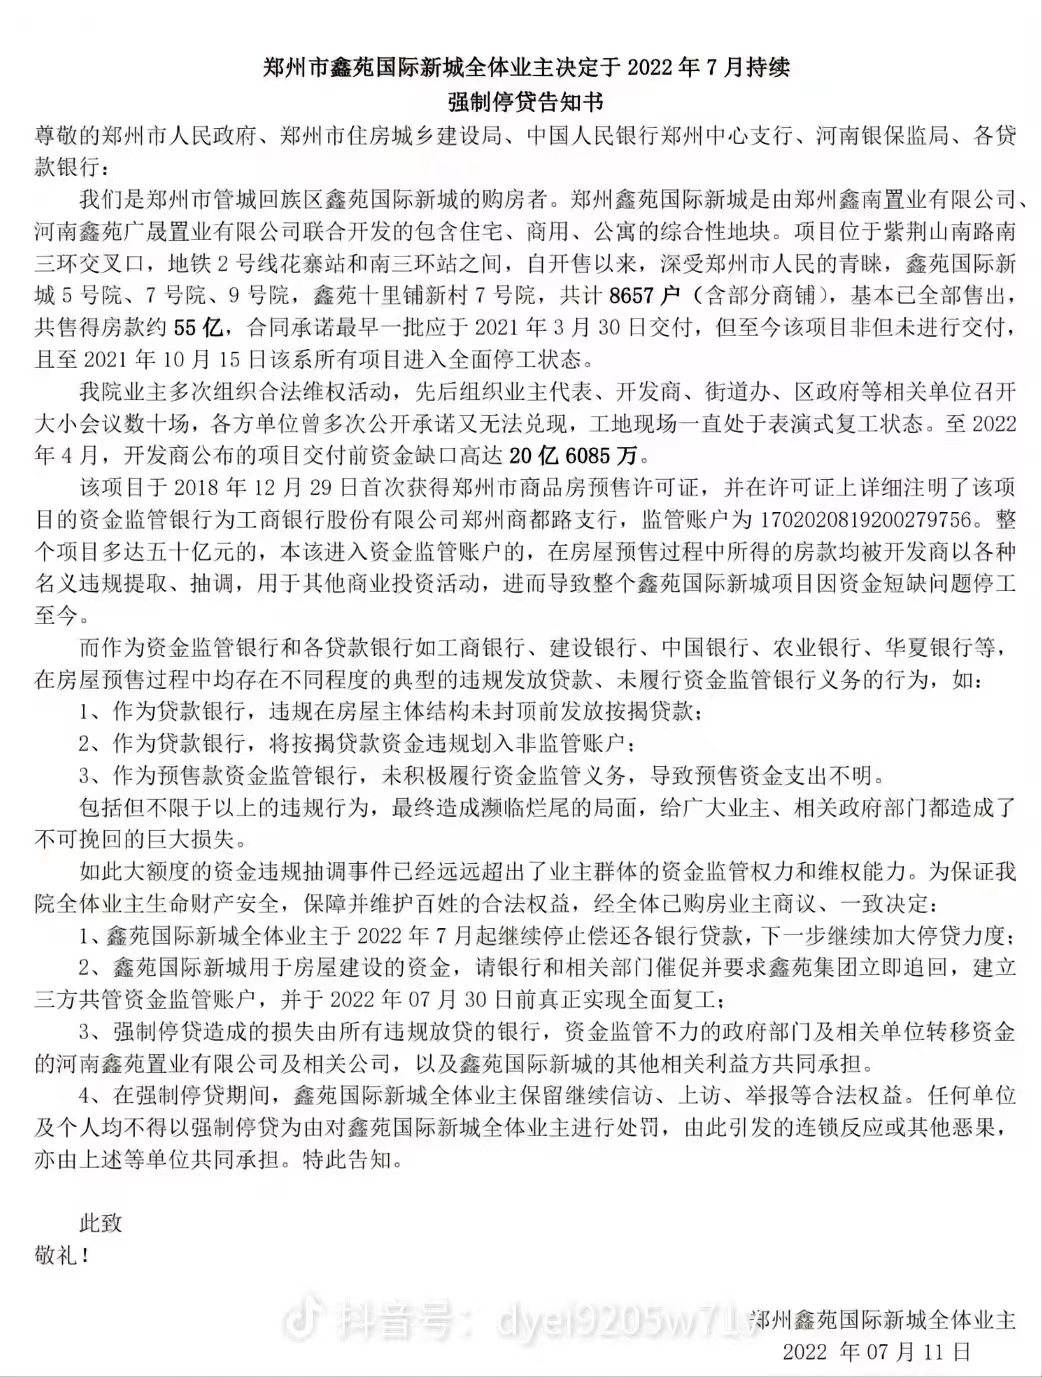 郑州市鑫苑国际新城全体业主决定于 2022 年 7 月持续
强制停贷告知书
尊敬的郑州市人民政府、郑州市住房城乡建设局、中国人民银行郑州中心支行、河南银保监局、各贷
款银行：
我们是郑州市管城回族区鑫苑国际新城的购房者。郑州鑫苑国际新城是由郑州鑫南置业有限公司、
河南鑫苑广晟置业有限公司联合开发的包含住宅、商用、公寓的综合性地块。项目位于紫荆山南路南
三环交叉口，地铁 2 号线花寨站和南三环站之间，自开售以来，深受郑州市人民的青睐，鑫苑国际新
城 5 号院、7 号院、9 号院，鑫苑十里铺新村 7 号院，共计 8657 户（含部分商铺），基本已全部售出，
共售得房款约 55 亿，合同承诺最早一批应于 2021 年 3 月 30 日交付，但至今该项目非但未进行交付，
且至 2021 年 10 月 15 日该系所有项目进入全面停工状态。
我院业主多次组织合法维权活动，先后组织业主代表、开发商、街道办、区政府等相关单位召开
大小会议数十场，各方单位曾多次公开承诺又无法兑现，工地现场一直处于表演式复工状态。至 2022
年 4 月，开发商公布的项目交付前资金缺口高达 20 亿 6085 万。
该项目于 2018 年 12 月 29 日首次获得郑州市商品房预售许可证，并在许可证上详细注明了该项
目的资金监管银行为工商银行股份有限公司郑州商都路支行，监管账户为 1702020819200279756。整
个项目多达五十亿元的，本该进入资金监管账户的，在房屋预售过程中所得的房款均被开发商以各种
名义违规提取、抽调，用于其他商业投资活动，进而导致整个鑫苑国际新城项目因资金短缺问题停工
至今。
而作为资金监管银行和各贷款银行如工商银行、建设银行、中国银行、农业银行、华夏银行等，
在房屋预售过程中均存在不同程度的典型的违规发放贷款、未履行资金监管银行义务的行为，如：
1、作为贷款银行，违规在房屋主体结构未封顶前发放按揭贷款；
2、作为贷款银行，将按揭贷款资金违规划入非监管账户；
3、作为预售款资金监管银行，未积极履行资金监管义务，导致预售资金支出不明。
包括但不限于以上的违规行为，最终造成濒临烂尾的局面，给广大业主、相关政府部门都造成了
不可挽回的巨大损失。
如此大额度的资金违规抽调事件已经远远超出了业主群体的资金监管权力和维权能力。为保证我
院全体业主生命财产安全，保障并维护百姓的合法权益，经全体已购房业主商议、一致决定：
1、鑫苑国际新城全体业主于 2022 年 7 月起继续停止偿还各银行贷款，下一步继续加大停贷力度；
2、鑫苑国际新城用于房屋建设的资金，请银行和相关部门催促并要求鑫苑集团立即追回，建立
三方共管资金监管账户，并于 2022 年 07 月 30 日前真正实现全面复工；
3、强制停贷造成的损失由所有违规放贷的银行，资金监管不力的政府部门及相关单位转移资金
的河南鑫苑置业有限公司及相关公司，以及鑫苑国际新城的其他相关利益方共同承担。
4、在强制停贷期间，鑫苑国际新城全体业主保留继续信访、上访、举报等合法权益。任何单位
及个人均不得以强制停贷为由对鑫苑国际新城全体业主进行处罚，由此引发的连锁反应或其他恶果，
亦由上述等单位共同承担。特此告知。
此致
敬礼！
抖音号：dyel9205w71v
郑州鑫苑国际新城全体业主
2022 年 07 月 11 日